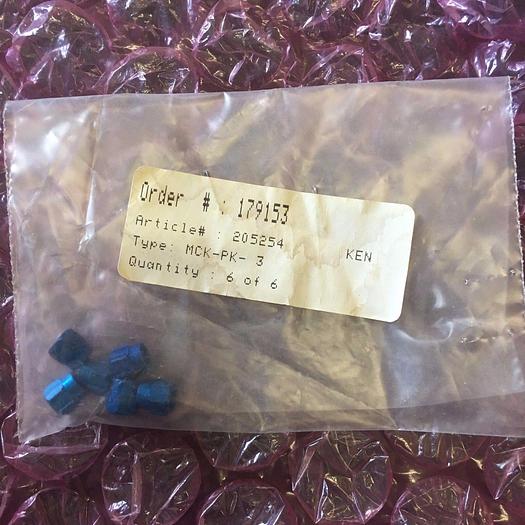 Order # : 179153
Article# : 205254
Type: MCK-PK- 3 KEN
Quantity : 6 of 6